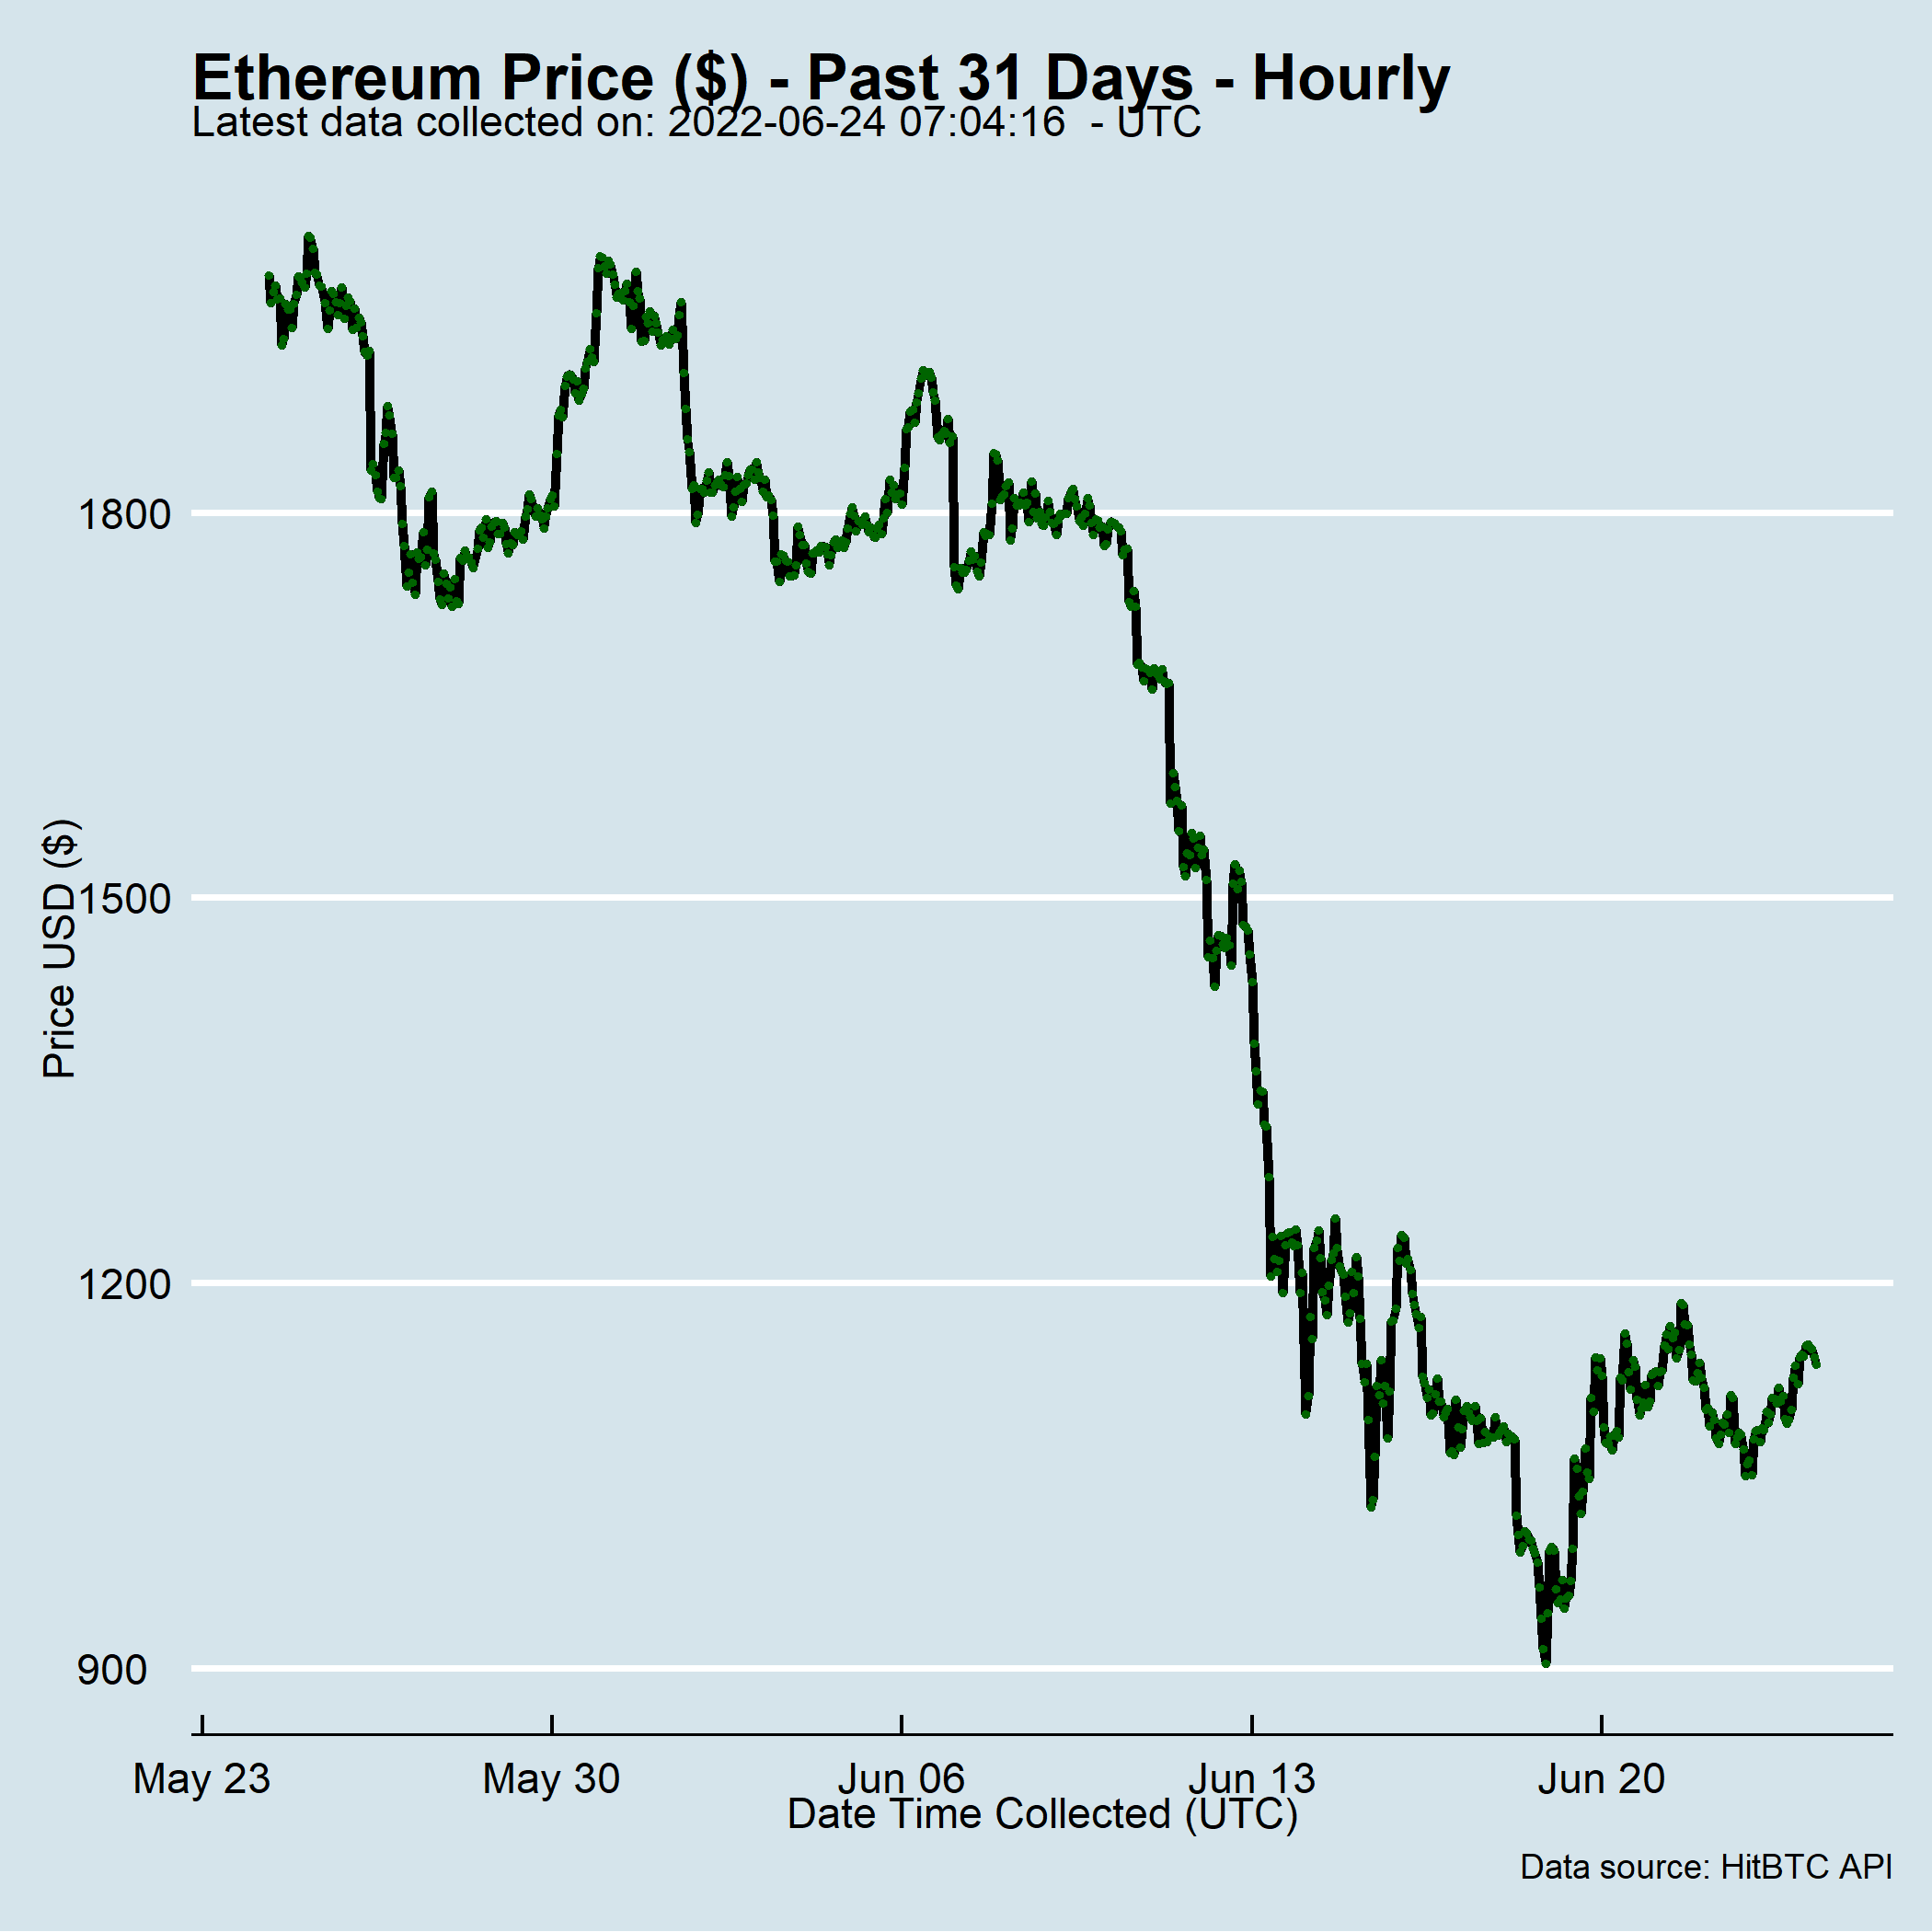 Ethereum Price ($) - Past 31 Days - Hourly
Latest data collected on: 2022-06-24 07:04:16  - UTC
Price USD ($)
1800
1500
1200
900
May 23 May 30 Jun 06 Jun 13 Jun 20
Date Time Collected (UTC)
Data source: HitBTC API